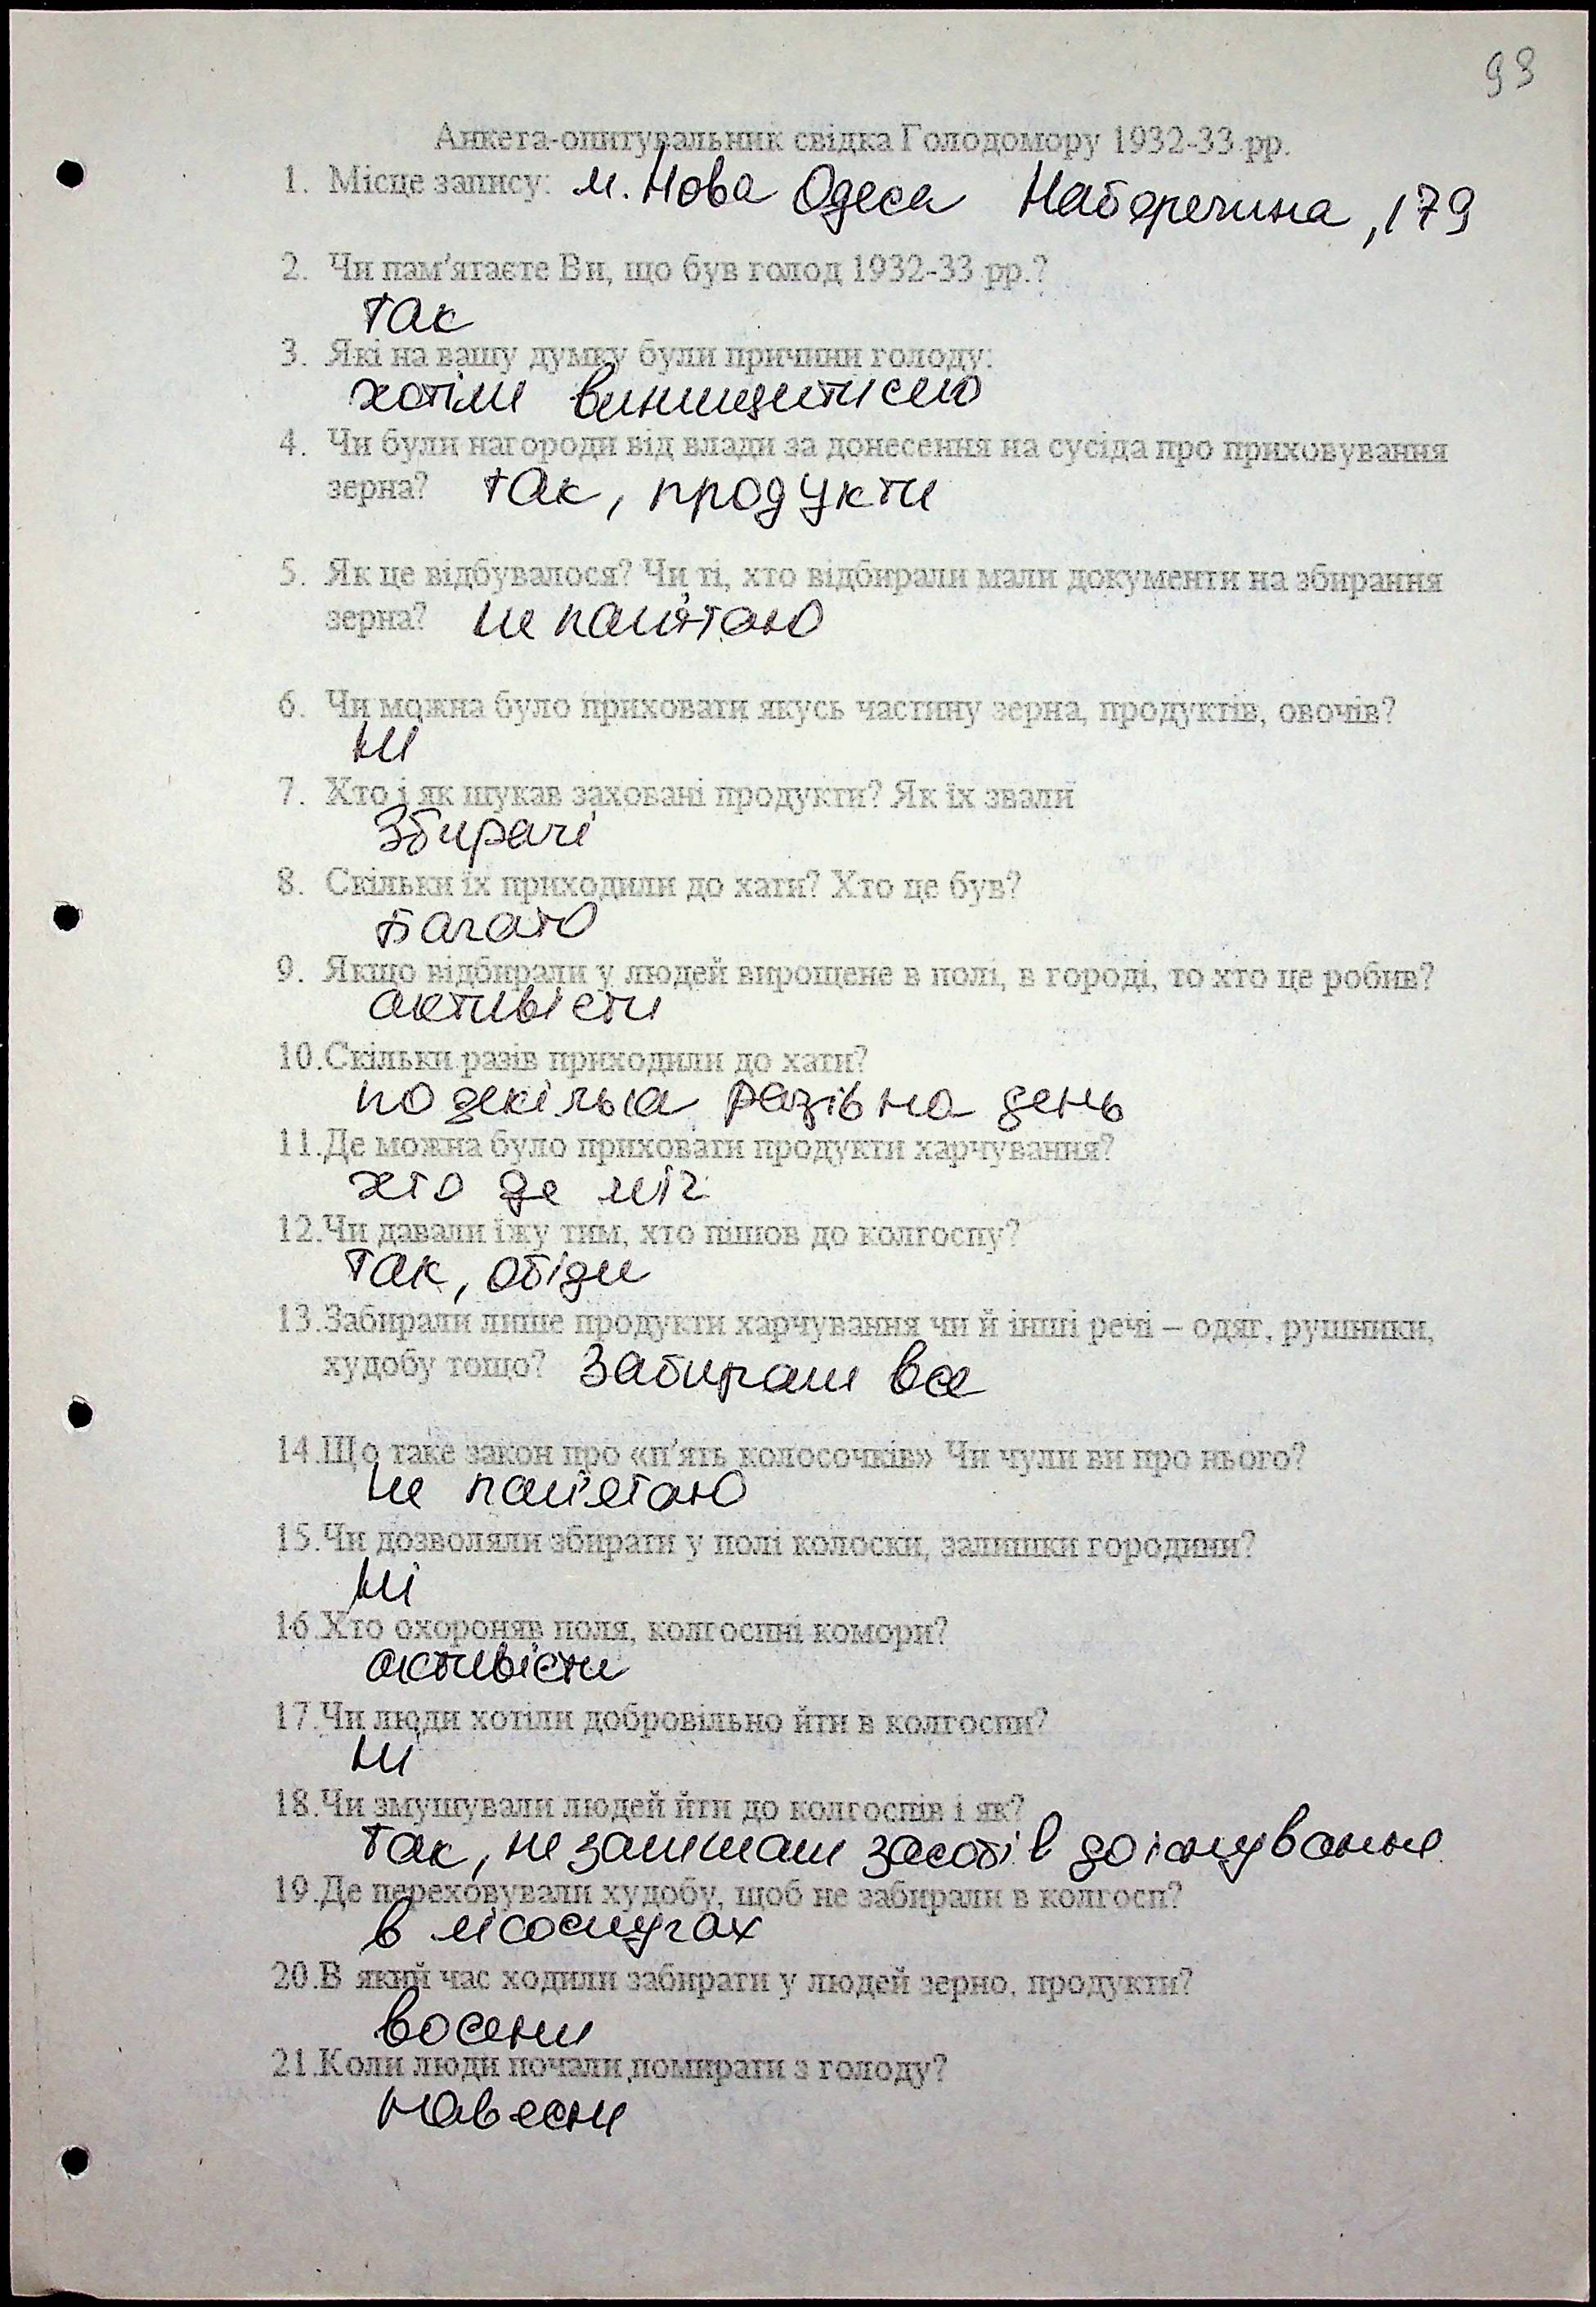 93
Анкета-опитувальник свідка Голодомору 1932-33 рр.
1. Місце запису: м. Нова Одеса Набережна, 179
2. Чи пам'ятаєте Ви, що був голод 1932-33 рр.?
так
3. Які на вашу думку були причини голоду:
хотіли винищити село
4. Чи були нагороди від влади за донесення на сусіда про приховування
зерна? так, продукти
5. Як це відбувалося? Чи ті, хто відбирали мали документи на збирання
зерна? не пам'ятаю
6. Чи можна було приховати якусь частину зерна, продуктів, овочів?
ні
7. Хто і як шукав заховані продукти? Як їх звали
Збирачі
8. Скільки їх приходили до хати? Хто це був?
Багато
9. Якщо відбирали у людей вирощене в полі, в городі, то хто це робив?
активісти
10.Скільки разів приходили до хати?
по декілька разів на день
11.Де можна було приховати продукти харчування?
хто де міг
12.Чи давали їжу тим, хто пішов до колгоспу?
так, обіди
13.Забирали лише продукти харчування чи й інші речі – одяг, рушники,
худобу тощо? Забирали все
14.Що таке закон про «п'ять колосочків» Чи чули ви про нього?
не пам'ятаю
15.Чи дозволяли збирати у полі колоски, залишки городини?
ні
16.Хто охороняв поля, колгоспні комори?
активісти
17.Чи люди хотіли добровільно йти в колгоспи?
ні
18.Чи змушували людей йти до колгоспів і як?
так, не залишали засобів до існування
19.Де переховували худобу, щоб не забирали в колгосп?
в лісосмугах
20.В який час ходили забирати у людей зерно, продукти?
восени
21.Коли люди почали помирати з голоду?
навесни